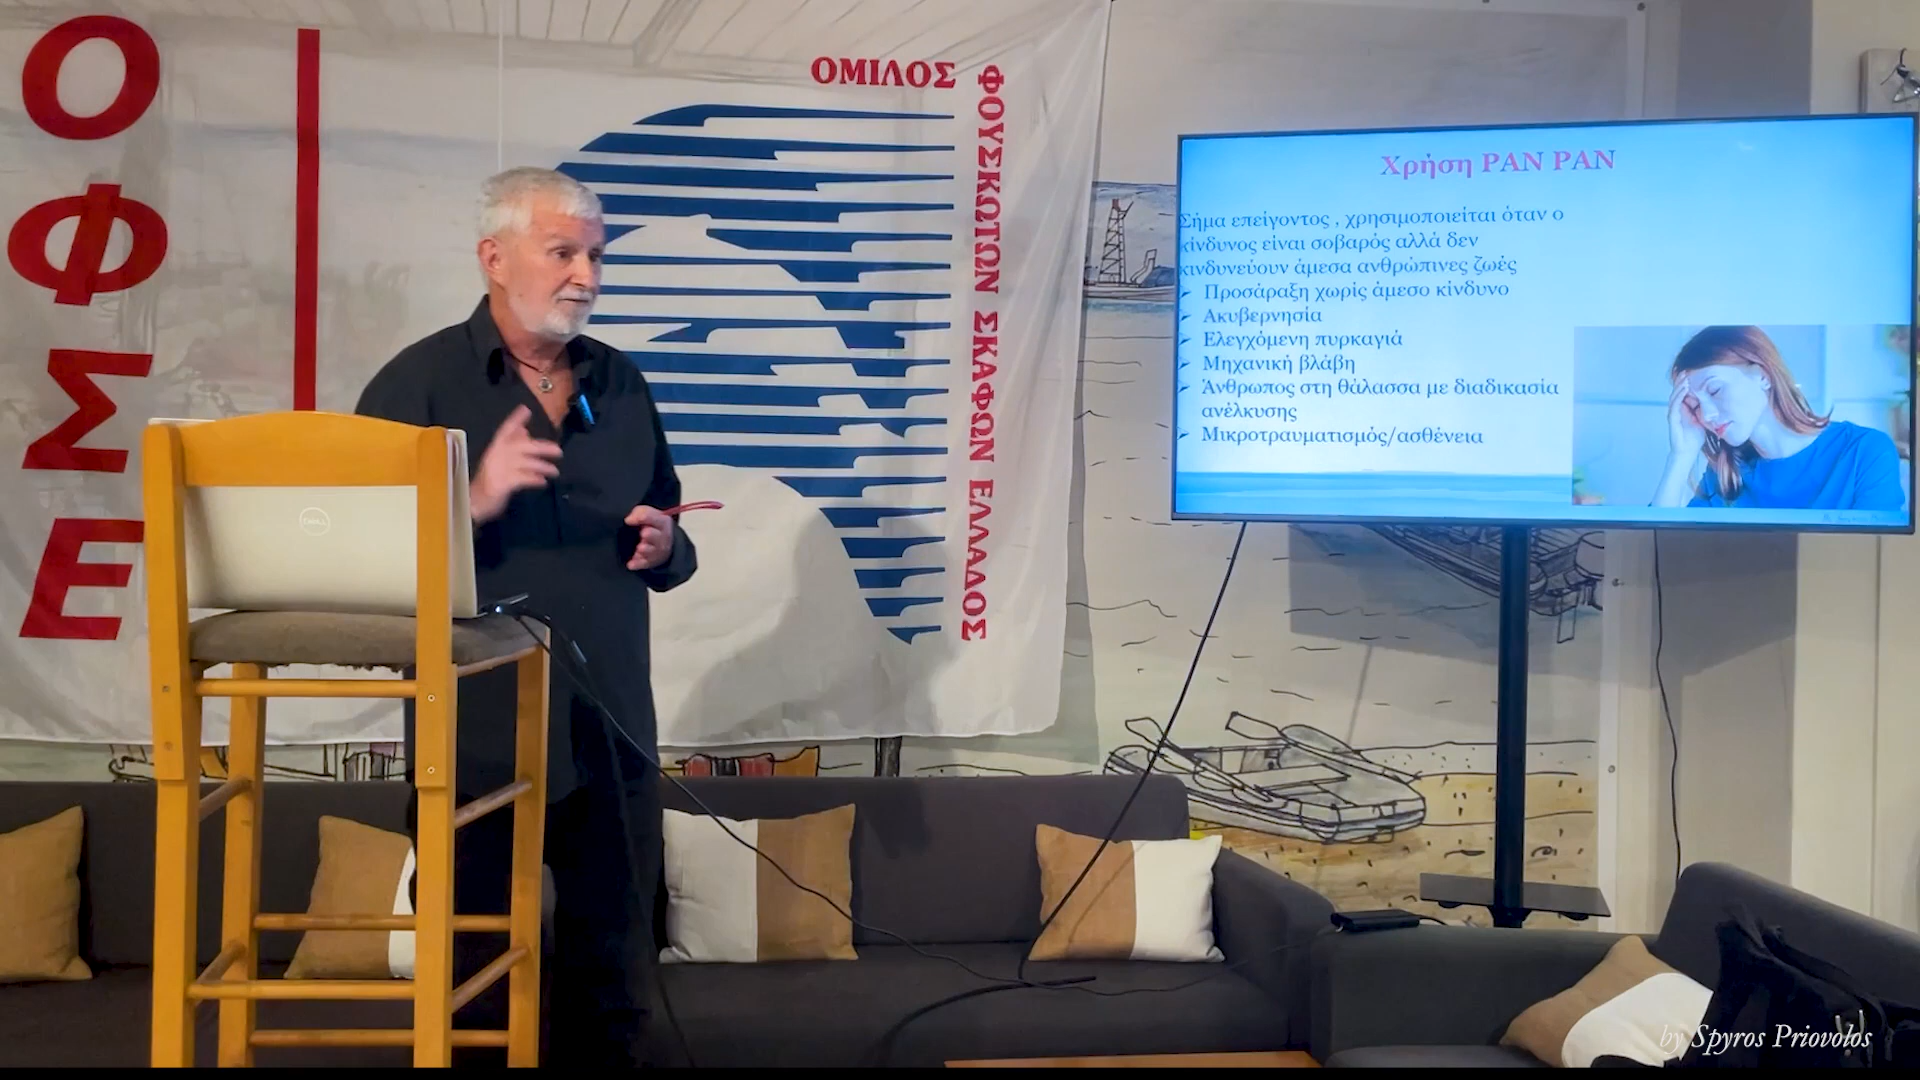 ΟΦΣΕ
ΟΜΙΛΟΣ
ΦΟΥΣΚΩΤΩΝ ΣΚΑΦΩΝ ΕΛΛΑΔΟΣ
Χρήση PAN PAN
Σήμα επείγοντος , χρησιμοποιείται όταν ο
κίνδυνος είναι σοβαρός αλλά δεν
κινδυνεύουν άμεσα ανθρώπινες ζωές
➢ Προσάραξη χωρίς άμεσο κίνδυνο
➢ Ακυβερνησία
➢ Ελεγχόμενη πυρκαγιά
➢ Μηχανική βλάβη
➢ Άνθρωπος στη θάλασσα με διαδικασία
ανέλκυσης
➢ Μικροτραυματισμός/ασθένεια
DELL
by Spyros Priovolos